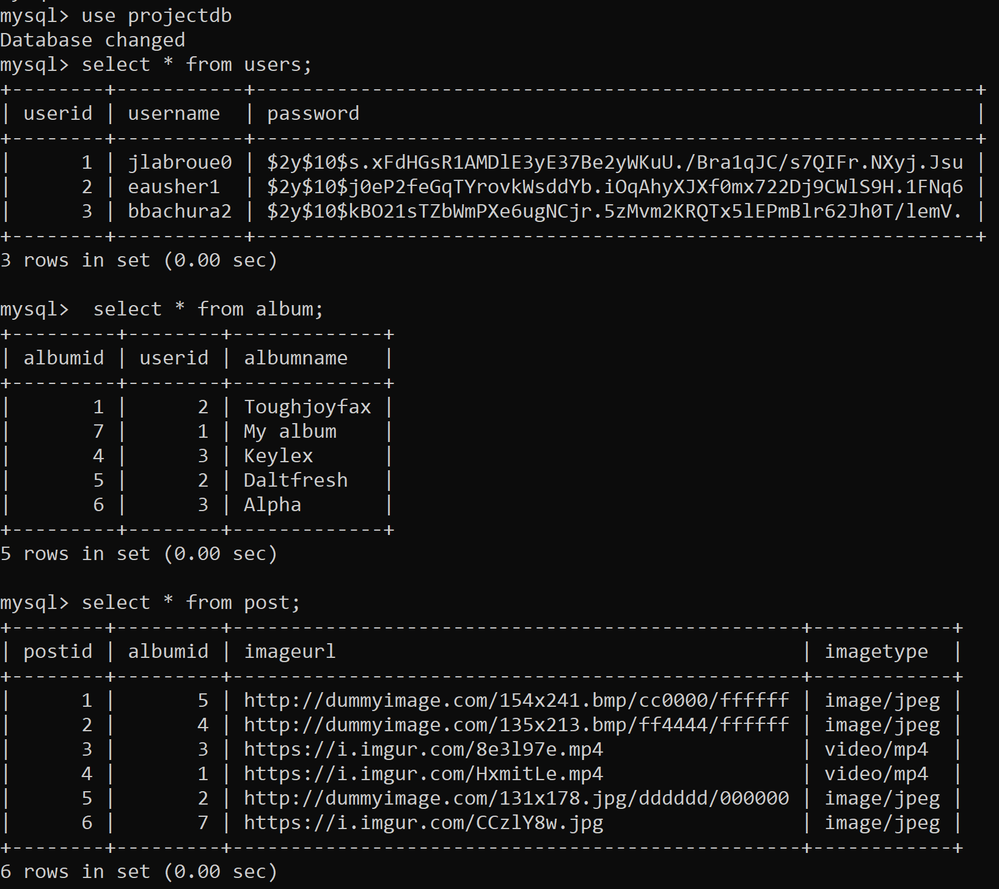 mysql> use projectdb
Database changed
mysql> select * from users;
+--------+-----------+--------------------------------------------------------------+
| userid | username  | password                                                     |
+--------+-----------+--------------------------------------------------------------+
|      1 | jlabroue0 | $2y$10$s.xFdHGsR1AMDlE3yE37Be2yWKuU./Bra1qJC/s7QIFr.NXyj.Jsu |
|      2 | eausher1  | $2y$10$j0eP2feGqTYrovkWsddYb.iOqAhyXJXf0mx722Dj9CWlS9H.1FNq6 |
|      3 | bbachura2 | $2y$10$kBO21sTZbWmPXe6ugNCjr.5zMvm2KRQTx5lEPmBlr62Jh0T/lemV. |
+--------+-----------+--------------------------------------------------------------+
3 rows in set (0.00 sec)

mysql>  select * from album;
+---------+--------+-------------+
| albumid | userid | albumname   |
+---------+--------+-------------+
|       1 |      2 | Toughjoyfax |
|       7 |      1 | My album    |
|       4 |      3 | Keylex      |
|       5 |      2 | Daltfresh   |
|       6 |      3 | Alpha       |
+---------+--------+-------------+
5 rows in set (0.00 sec)

mysql> select * from post;
+--------+---------+-------------------------------------------------+------------+
| postid | albumid | imageurl                                        | imagetype  |
+--------+---------+-------------------------------------------------+------------+
|      1 |       5 | http://dummyimage.com/154x241.bmp/cc0000/ffffff | image/jpeg |
|      2 |       4 | http://dummyimage.com/135x213.bmp/ff4444/ffffff | image/jpeg |
|      3 |       3 | https://i.imgur.com/8e3l97e.mp4                 | video/mp4  |
|      4 |       1 | https://i.imgur.com/HxmitLe.mp4                 | video/mp4  |
|      5 |       2 | http://dummyimage.com/131x178.jpg/dddddd/000000 | image/jpeg |
|      6 |       7 | https://i.imgur.com/CCzlY8w.jpg                 | image/jpeg |
+--------+---------+-------------------------------------------------+------------+
6 rows in set (0.00 sec)